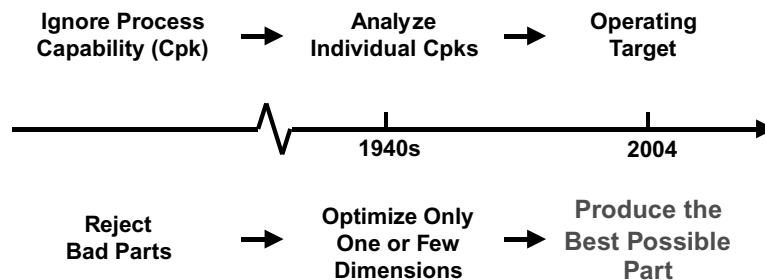 Ignore Process
Capability (Cpk)
Analyze
Individual Cpks
Operating
Target
1940s
2004
Reject
Bad Parts
Optimize Only
One or Few
Dimensions
Produce the
Best Possible
Part